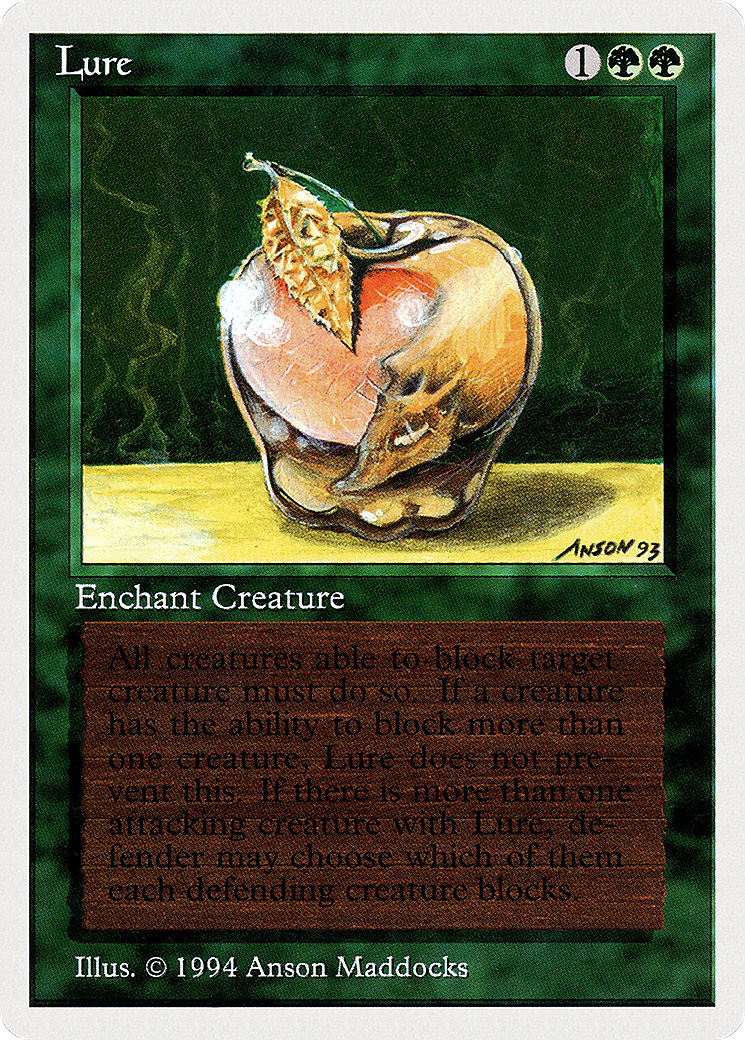 Lure 1
ANSON 93
Enchant Creature
All creatures able to block target
creature must do so. If a creature
has the ability to block more than
one creature, Lure does not pre-
vent this. If there is more than one
attacking creature with Lure, de-
fender may choose which of them
each defending creature blocks.
Illus. © 1994 Anson Maddocks